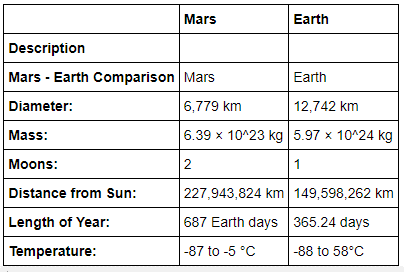 Mars Earth
Description
Mars - Earth Comparison Mars Earth
Diameter: 6,779 km 12,742 km
Mass: 6.39 × 10^23 kg 5.97 × 10^24 kg
Moons: 2 1
Distance from Sun: 227,943,824 km 149,598,262 km
Length of Year: 687 Earth days 365.24 days
Temperature: -87 to -5 °C -88 to 58°C